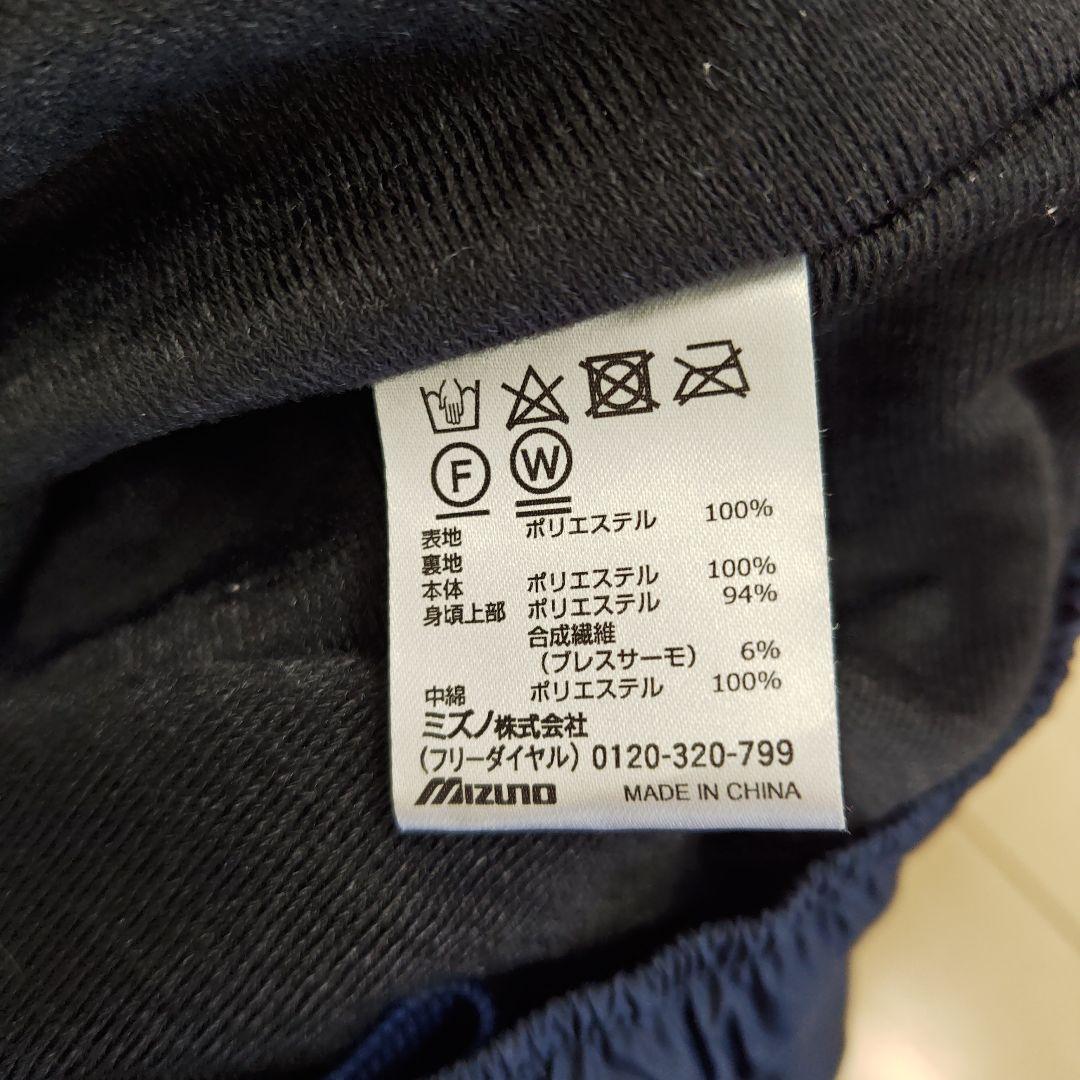 F W
表地 ポリエステル 100%
裏地
本体 ポリエステル 100%
身頃上部 ポリエステル 94%
合成繊維
(ブレスサーモ) 6%
中綿 ポリエステル 100%
ミズノ株式会社
(フリーダイヤル) 0120-320-799
MIZUNO MADE IN CHINA